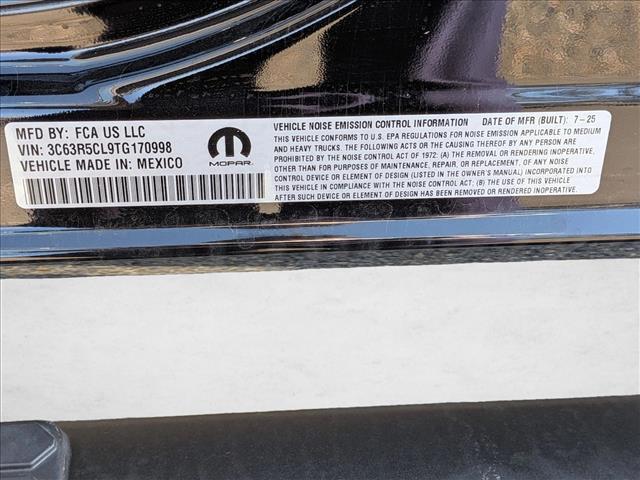 MFD BY: FCA US LLC
VIN: 3C63R5CL9TG170998
VEHICLE MADE IN: MEXICO
MOPAR
VEHICLE NOISE EMISSION CONTROL INFORMATION DATE OF MFR (BUILT): 7-25
THIS VEHICLE CONFORMS TO U.S. EPA REGULATIONS FOR NOISE EMISSION APPLICABLE TO MEDIUM
AND HEAVY TRUCKS. THE FOLLOWING ACTS OR CAUSING THEREOF BY ANY PERSON ARE
PROHIBITED BY THE NOISE CONTROL ACT OF 1972: (A) THE REMOVAL OR RENDERING INOPERATIVE,
OTHER THAN FOR PURPOSES OF MAINTENANCE, REPAIR, OR REPLACEMENT, OF ANY NOISE
CONTROL DEVICE OR ELEMENT OF DESIGN (LISTED IN THE OWNER'S MANUAL) INCORPORATED INTO
THIS VEHICLE IN COMPLIANCE WITH THE NOISE CONTROL ACT; (B) THE USE OF THIS VEHICLE
AFTER SUCH DEVICE OR ELEMENT OF DESIGN HAS BEEN REMOVED OR RENDERED INOPERATIVE